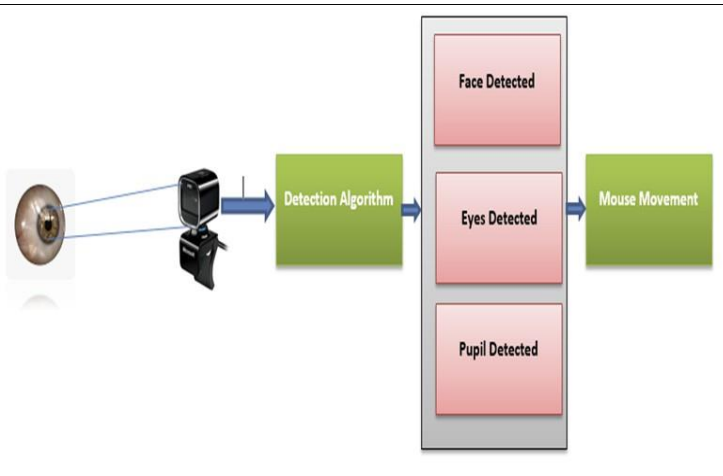 Face Detected
Detection Algorithm
Eyes Detected
Mouse Movement
Pupil Detected